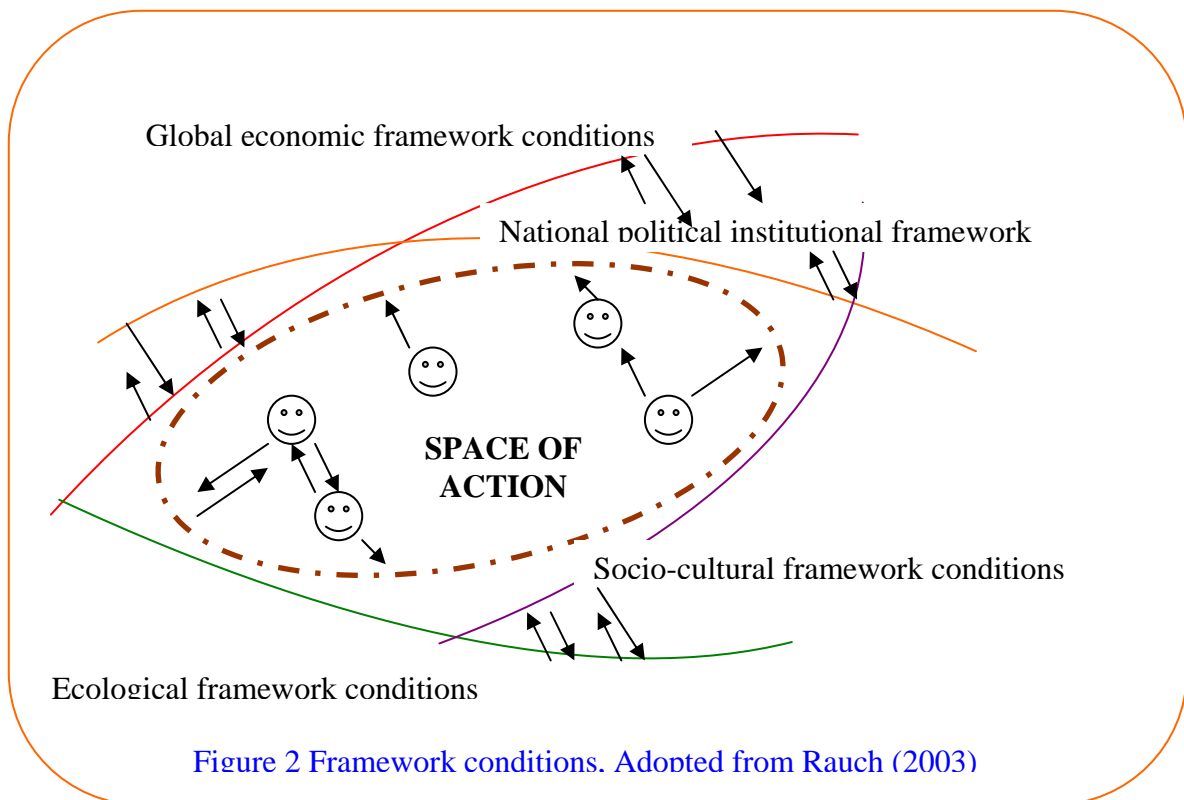 Global economic framework conditions
National political institutional framework
SPACE OF
ACTION
Socio-cultural framework conditions
Ecological framework conditions
Figure 2 Framework conditions. Adopted from Rauch (2003)